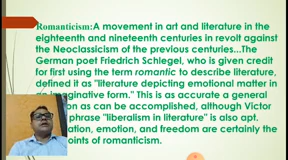 Romanticism:A movement in art and literature in the
eighteenth and nineteenth centuries in revolt against
the Neoclassicism of the previous centuries...The
German poet Friedrich Schlegel, who is given credit
for first using the term romantic to describe literature,
defined it as "literature depicting emotional matter in
imaginative form." This is as accurate a general
as can be accomplished, although Victor
phrase "liberalism in literature" is also apt.
emotion, and freedom are certainly the
points of romanticism.